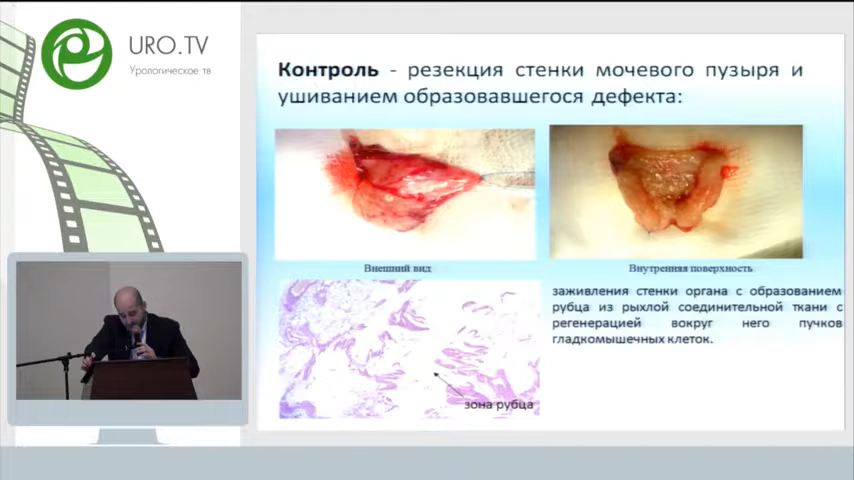 URO.TV
Урологическое тв
Контроль - резекция стенки мочевого пузыря и
ушиванием образовавшегося дефекта:
Внешний вид
Внутренняя поверхность
заживления стенки органа с образованием
рубца из рыхлой соединительной ткани с
регенерацией вокруг него пучков
гладкомышечных клеток.
зона рубца